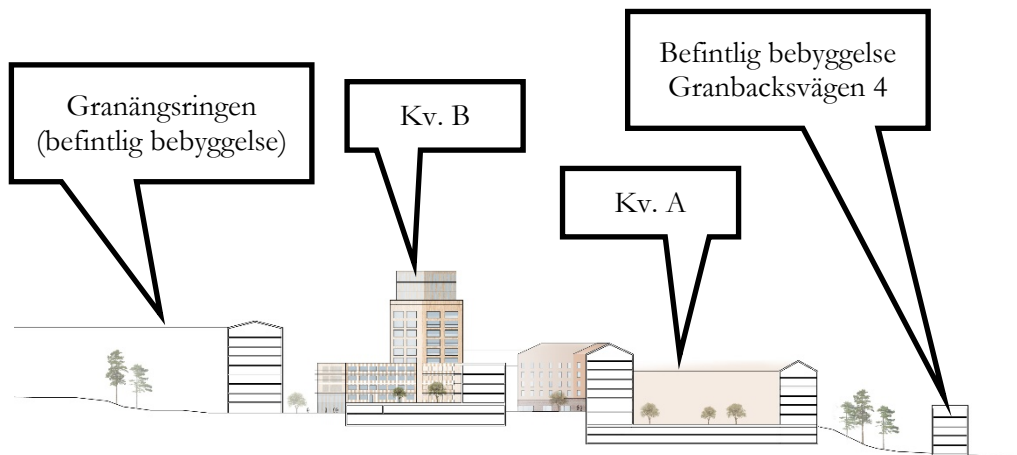 Granängsringen
(befintlig bebyggelse)
Kv. B
Kv. A
Befintlig bebyggelse
Granbacksvägen 4